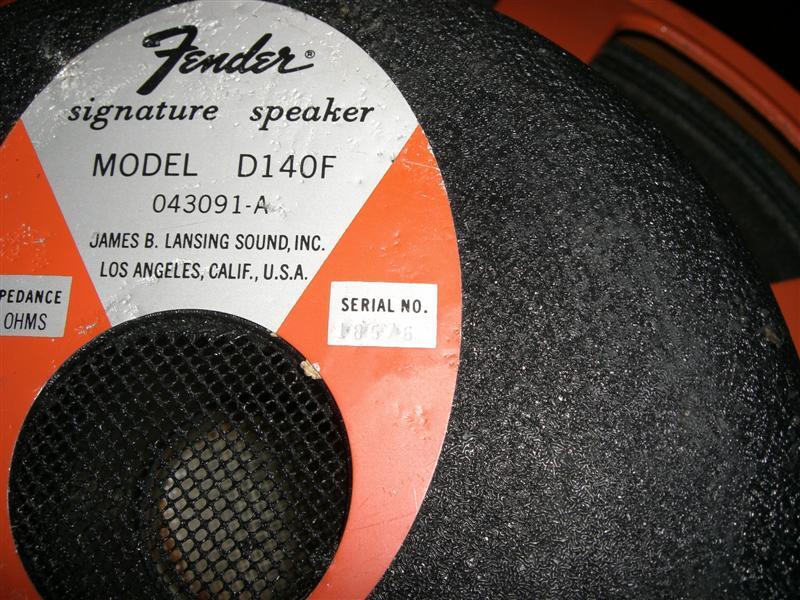 Fender®
signature speaker
MODEL D140F
043091-A
JAMES B. LANSING SOUND, INC.
LOS ANGELES, CALIF., U.S.A.
PEDANCE
OHMS
SERIAL NO.